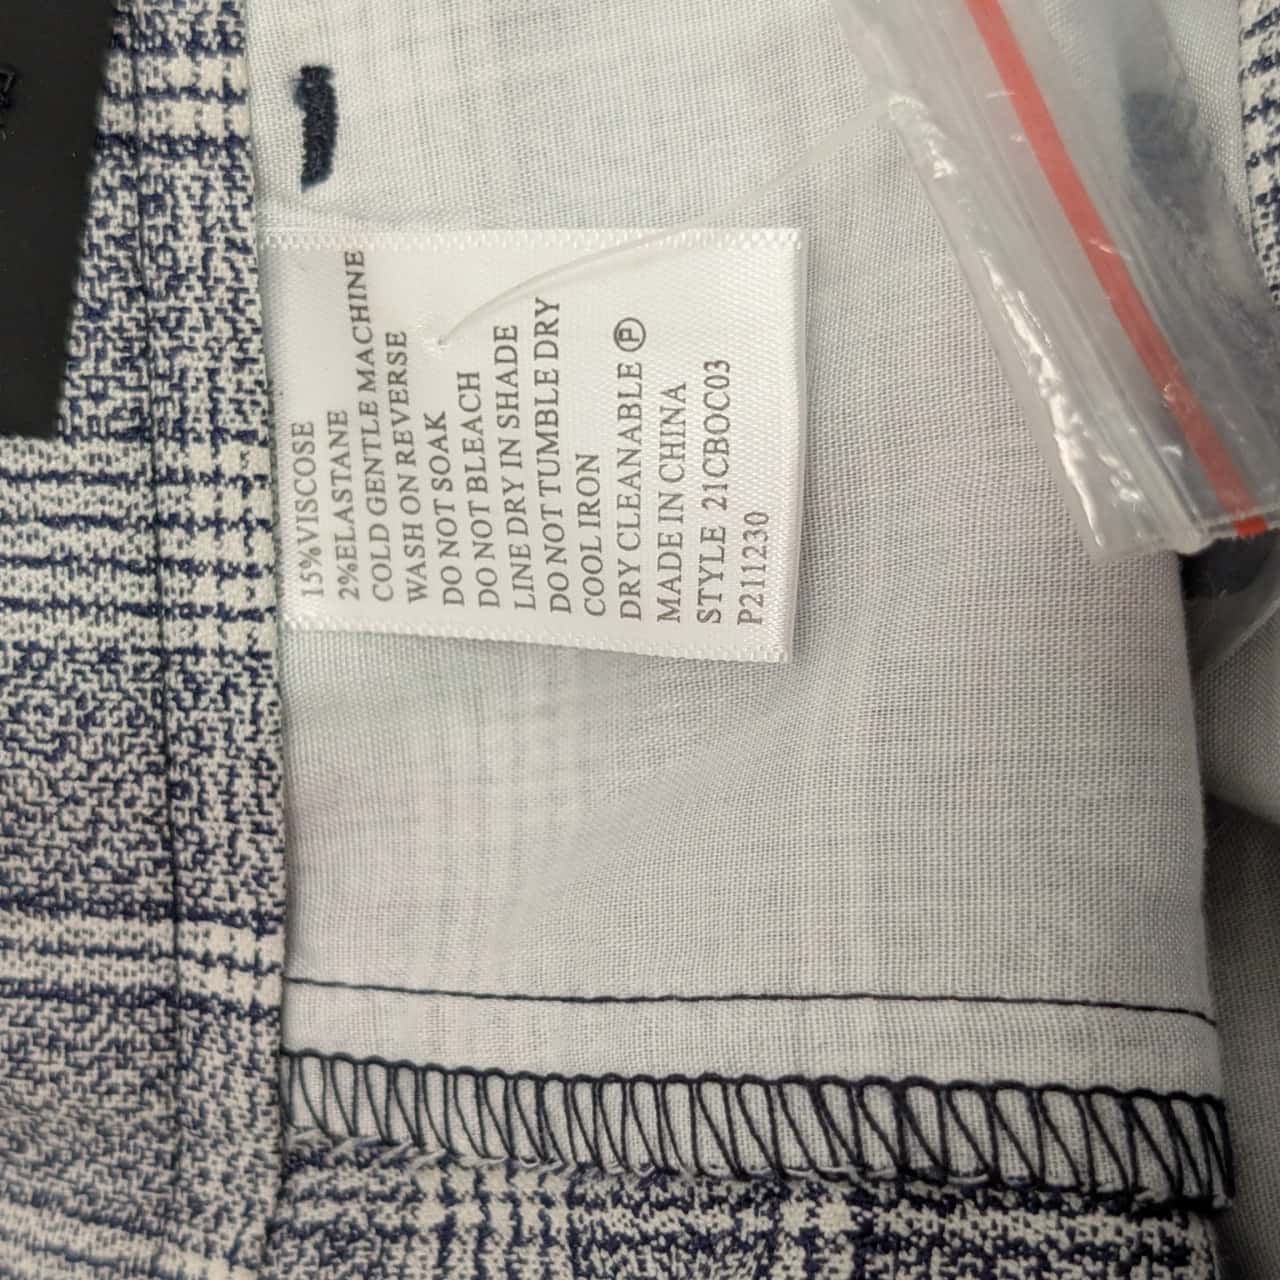 15%VISCOSE
2%ELASTANE
COLD GENTLE MACHINE
WASH ON REVERSE
DO NOT SOAK
DO NOT BLEACH
LINE DRY IN SHADE
DO NOT TUMBLE DRY
COOL IRON
DRY CLEANABLE Ⓟ
MADE IN CHINA
STYLE 21CBOC03
P211230